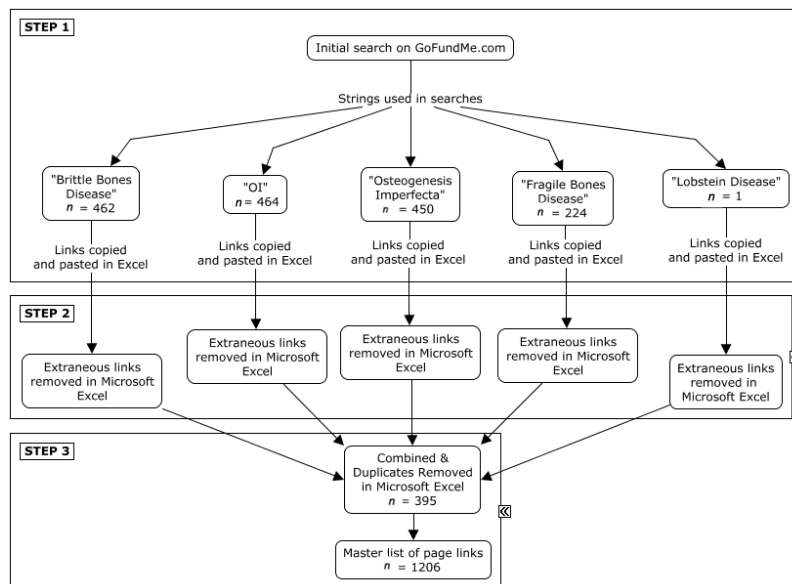 STEP 1
Initial search on GoFundMe.com
Strings used in searches
"Brittle Bones
Disease"
n = 462
"OI"
n = 464
"Osteogenesis
Imperfecta"
n = 450
"Fragile Bones
Disease"
n = 224
"Lobstein Disease"
n = 1
Links copied
and pasted in Excel
Links copied
and pasted in Excel
Links copied
and pasted in Excel
Links copied
and pasted in Excel
Links copied
and pasted in Excel
STEP 2
Extraneous links
removed in Microsoft
Excel
Extraneous links
removed in Microsoft
Excel
Extraneous links
removed in Microsoft
Excel
Extraneous links
removed in Microsoft
Excel
Extraneous links
removed in Microsoft
Excel
STEP 3
Combined &
Duplicates Removed
in Microsoft Excel
n = 395
Master list of page links
n = 1206